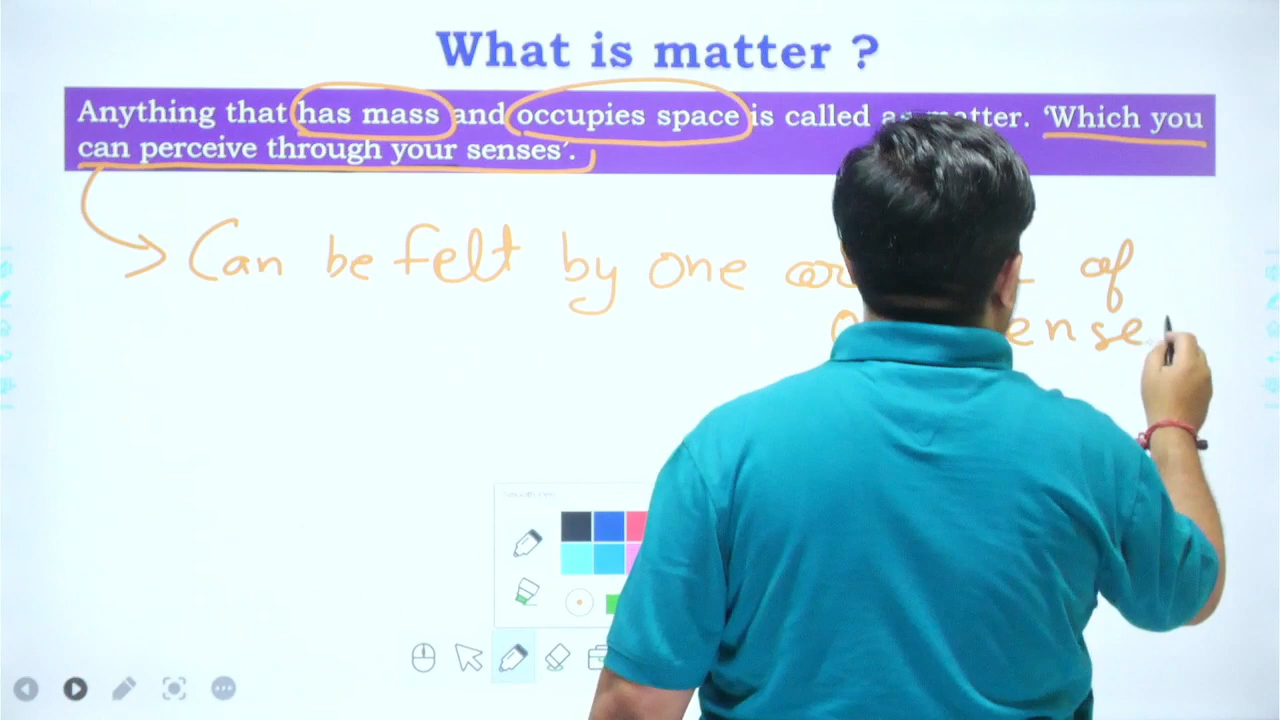 What is matter ?
Anything that has mass and occupies space is called as matter. ‘Which you
can perceive through your senses’.
Can be felt by one of